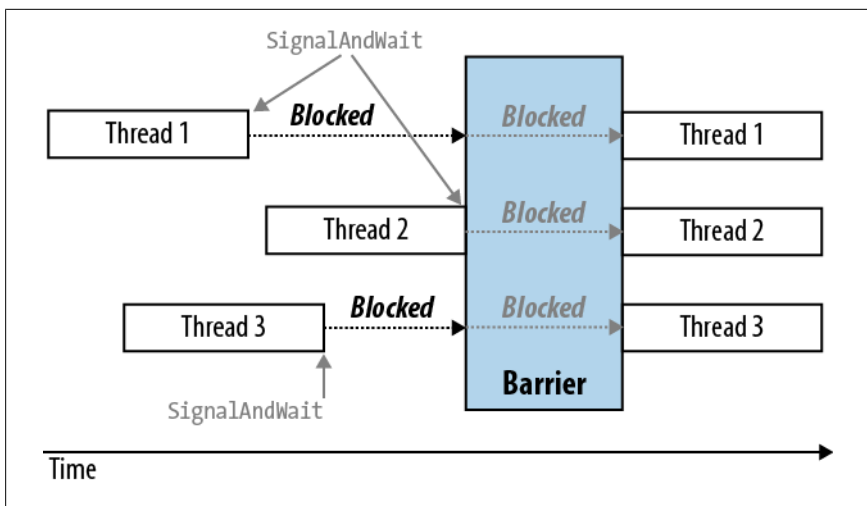 SignalAndWait
Thread 1
Blocked
Blocked
Thread 1
Thread 2
Blocked
Thread 2
Thread 3
Blocked
Blocked
Thread 3
Barrier
SignalAndWait
Time